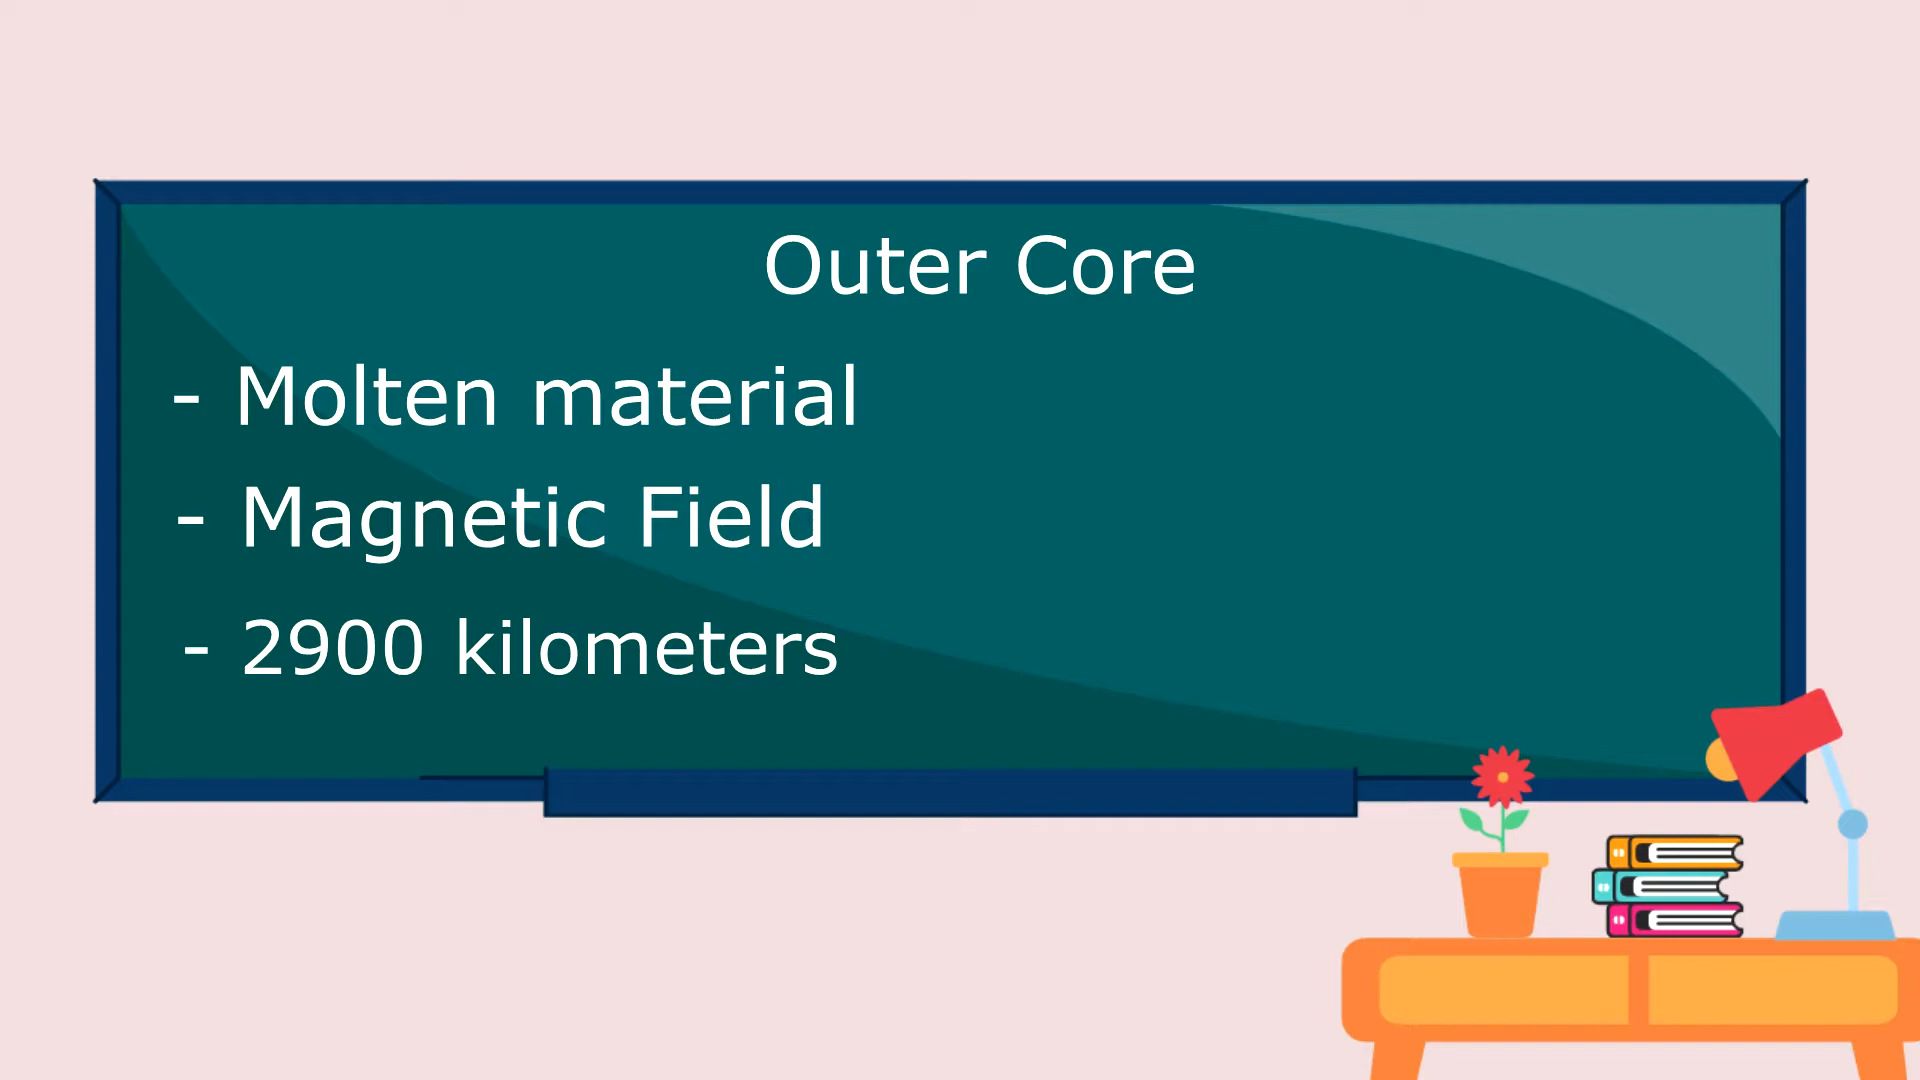 Outer Core
- Molten material
- Magnetic Field
- 2900 kilometers